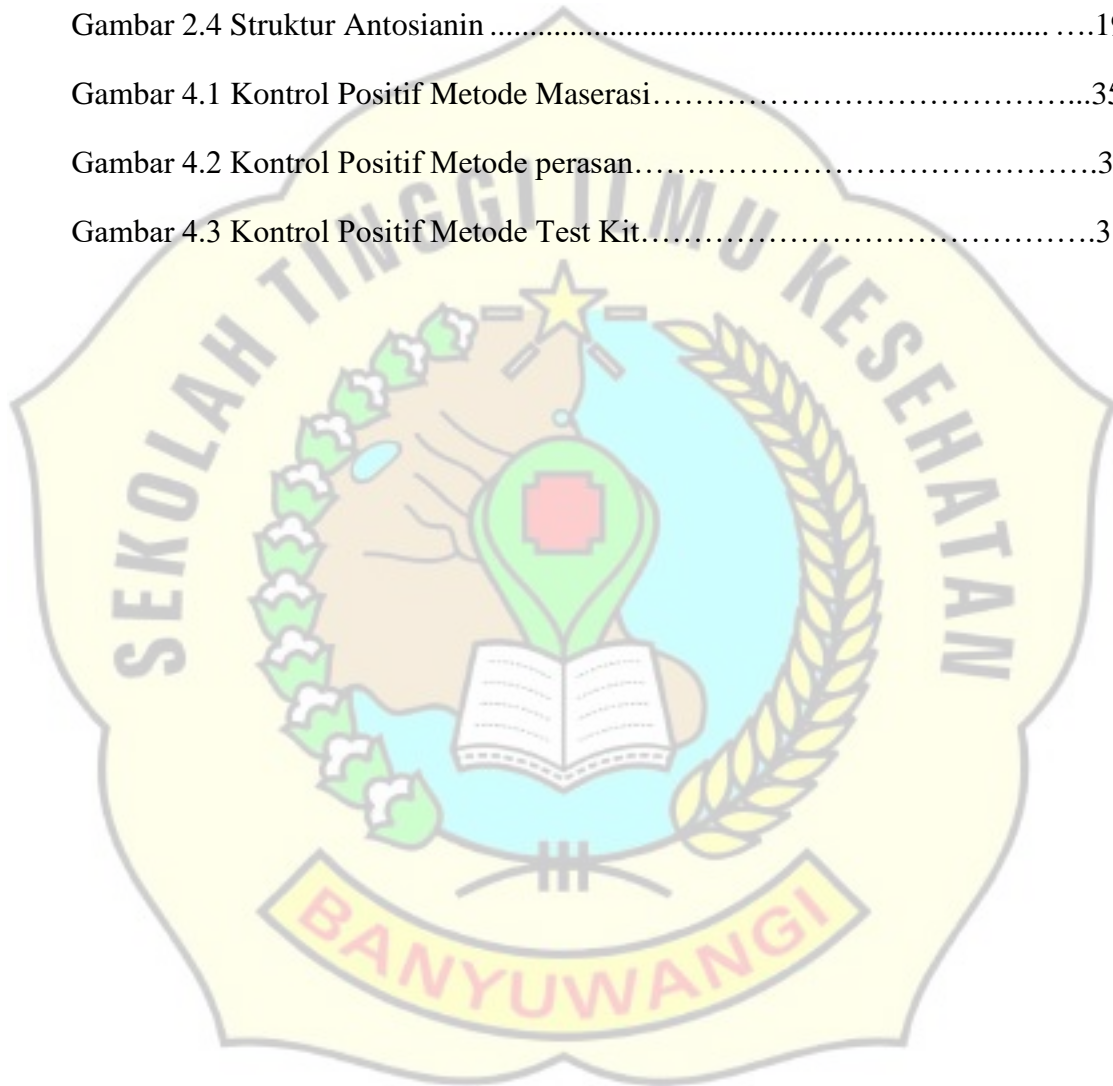 Gambar 2.4 Struktur Antosianin ........................................................................ ….19
Gambar 4.1 Kontrol Positif Metode Maserasi…………………………………...35
Gambar 4.2 Kontrol Positif Metode perasan…….……………………………….3
Gambar 4.3 Kontrol Positif Metode Test Kit…………………………………….3
SEKOLAH TINGGI ILMU KESEHATAN
BANYUWANGI